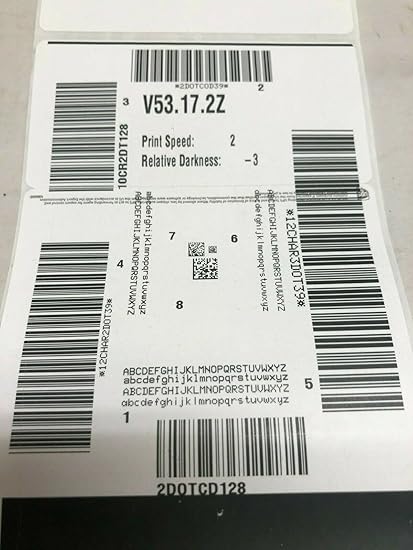 *2DOTCOD39*
2
3
V53.17.2Z
10CR2DT128
Print Speed: 2
Relative Darkness: -3
abcdefghijklmnopqrstuvwxyz
ABCDEFGHIJKLMNOPQRSTUVWXYZ
abcdefghijklmnopqrstuvwxyz
ABCDEFGHIJKLMNOPQRSTUVWXYZ
7
6
4
8
*12CHAR3DOT39*
*12CHAR2DOT39*
5
ABCDEFGHIJKLMNOPQRSTUVWXYZ
abcdefghijklmnopqrstuvwxyz
ABCDEFGHIJKLMNOPQRSTUVWXYZ
abcdefghijklmnopqrstuvwxyz
1
2DOTCD128